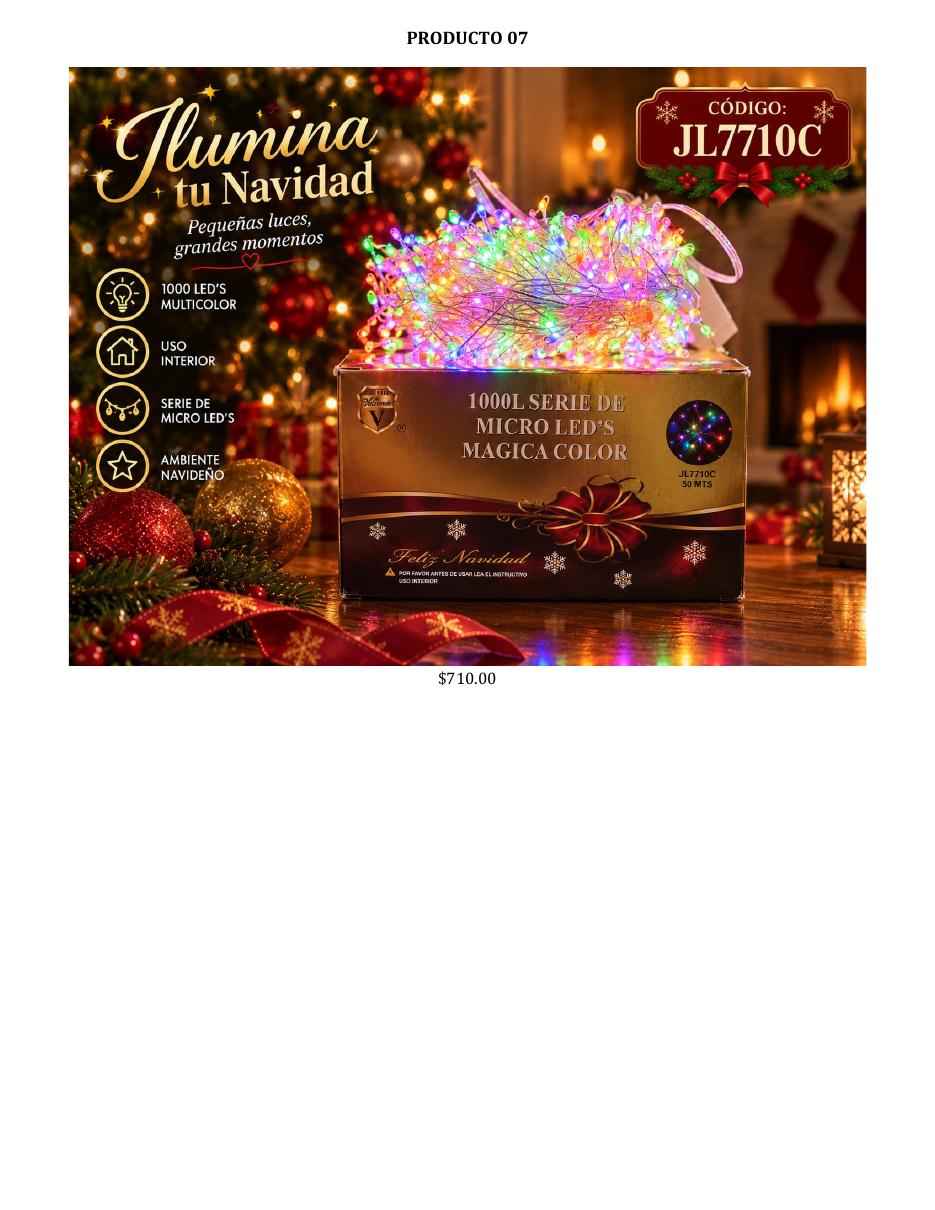 PRODUCTO 07
Ilumina
tu Navidad
Pequeñas luces,
grandes momentos
CÓDIGO:
JL7710C
1000 LED'S
MULTICOLOR
USO
INTERIOR
SERIE DE
MICRO LED'S
AMBIENTE
NAVIDEÑO
V
®
1000L SERIE DE
MICRO LED'S
MAGICA COLOR
JL7710C
50 MTS
Feliz Navidad
POR FAVOR ANTES DE USAR LEA EL INSTRUCTIVO
USO INTERIOR
$710.00